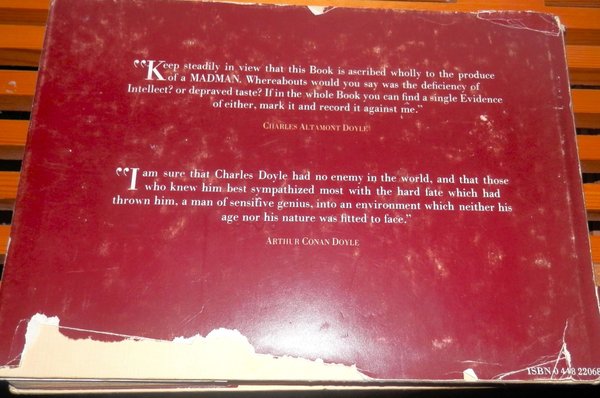 “Keep steadily in view that this Book is ascribed wholly to the produce
of a MADMAN. Whereabouts would you say was the deficiency of
Intellect? or depraved taste? If in the whole Book you can find a single Evidence
of either, mark it and record it against me.”
CHARLES ALTAMONT DOYLE
“I am sure that Charles Doyle had no enemy in the world, and that those
who knew him best sympathized most with the hard fate which had
thrown him, a man of sensitive genius, into an environment which neither his
age nor his nature was fitted to face.”
ARTHUR CONAN DOYLE
ISBN 0 448 22068